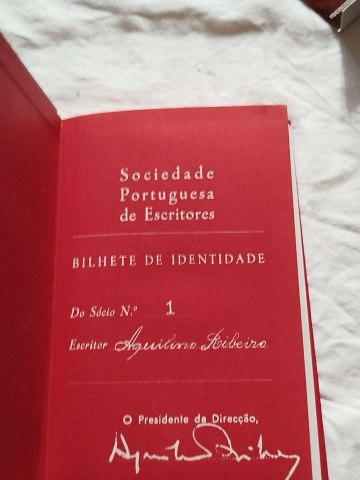 Sociedade
Portuguesa
de Escritores
BILHETE DE IDENTIDADE
Do Sócio N.º 1
Escritor Aquilino Ribeiro
O Presidente da Direcção,